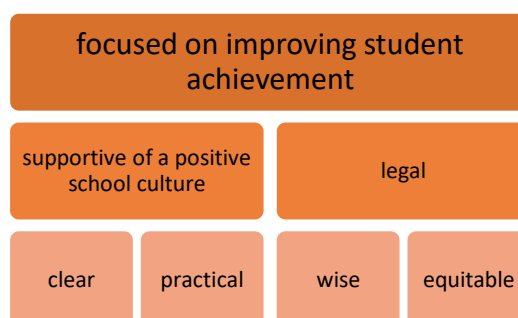 focused on improving student
achievement
supportive of a positive
school culture
legal
clear
practical
wise
equitable